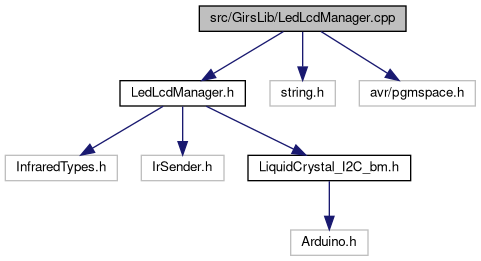 src/GirsLib/LedLcdManager.cpp
LedLcdManager.h
string.h
avr/pgmspace.h
InfraredTypes.h
IrSender.h
LiquidCrystal_I2C_bm.h
Arduino.h